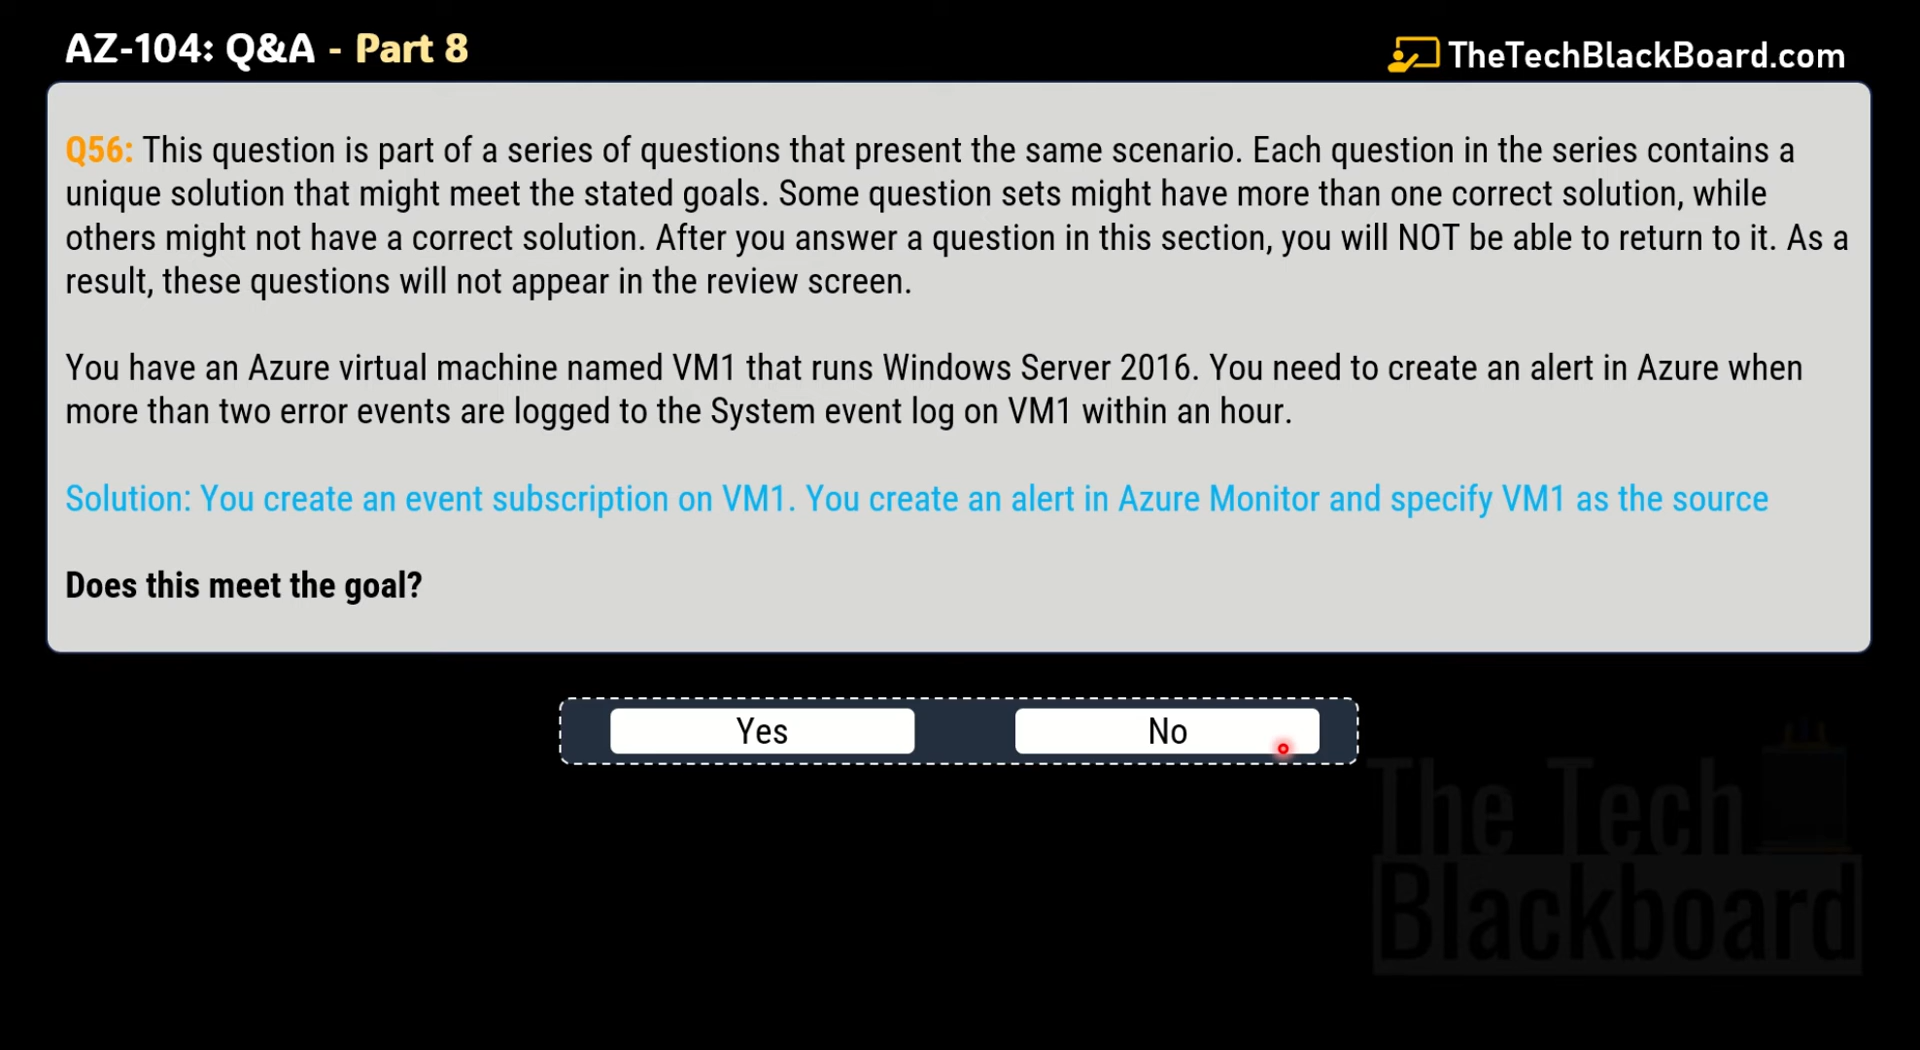 AZ-104: Q&A - Part 8
TheTechBlackBoard.com
Q56: This question is part of a series of questions that present the same scenario. Each question in the series contains a
unique solution that might meet the stated goals. Some question sets might have more than one correct solution, while
others might not have a correct solution. After you answer a question in this section, you will NOT be able to return to it. As a
result, these questions will not appear in the review screen.
You have an Azure virtual machine named VM1 that runs Windows Server 2016. You need to create an alert in Azure when
more than two error events are logged to the System event log on VM1 within an hour.
Solution: You create an event subscription on VM1. You create an alert in Azure Monitor and specify VM1 as the source
Does this meet the goal?
Yes
No
The Tech
Blackboard